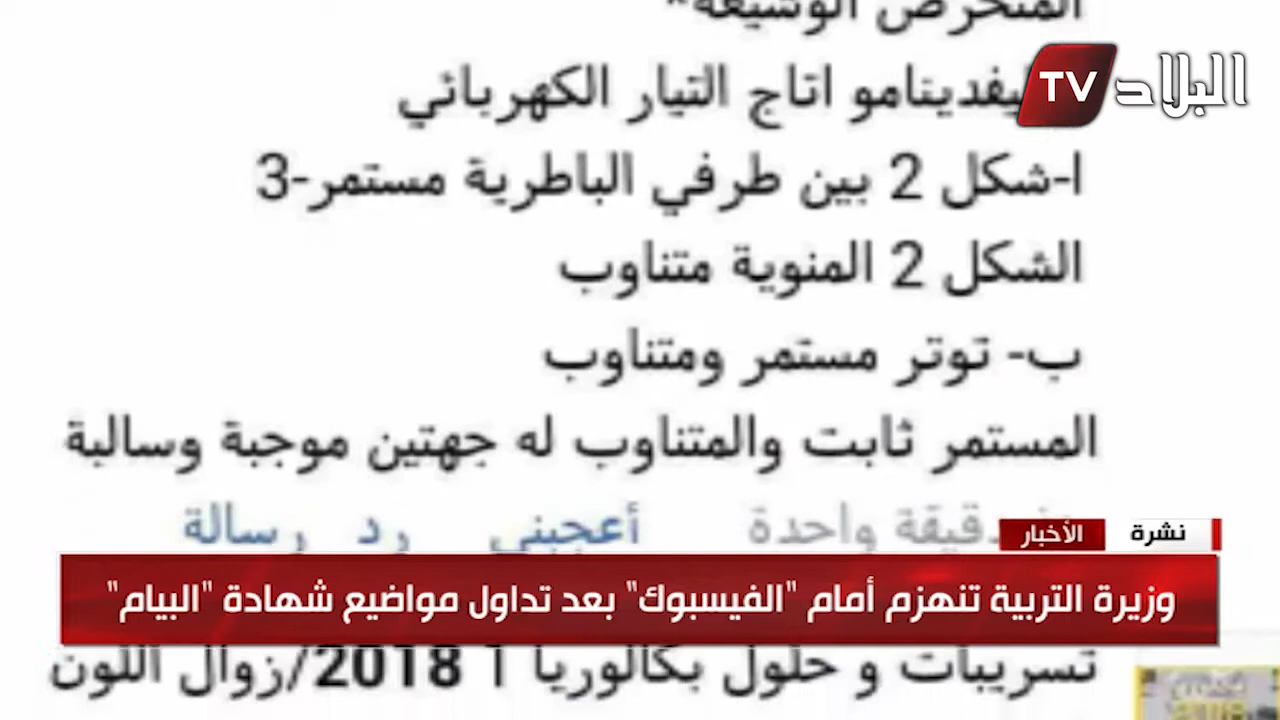 المتحرض الوشيعة*
TV البلاد
اتاج التيار الكهربائي
ا-شكل 2 بين طرفي الباطرية مستمر-3
الشكل 2 المنوية متناوب
ب- توتر مستمر ومتناوب
المستمر ثابت والمتناوب له جهتين موجبة وسالبة
دقيقة واحدة أعجبني رد رسالة
نشرة الأخبار
وزيرة التربية تنهزم أمام "الفيسبوك" بعد تداول مواضيع شهادة "البيام"
تسريبات و حلول بكالوريا 2018/زوال اللون